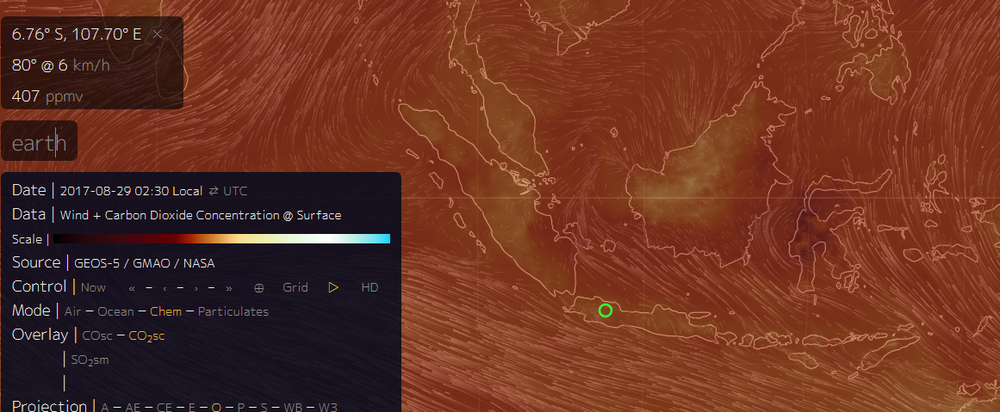 6.76° S, 107.70° E ×
80° @ 6 km/h
407 ppmv
earth
Date | 2017-08-29 02:30 Local ⇄ UTC
Data | Wind + Carbon Dioxide Concentration @ Surface
Scale |
Source | GEOS-5 / GMAO / NASA
Control | Now « – ‹ – › – » ⊕ Grid ▷ HD
Mode | Air – Ocean – Chem – Particulates
Overlay | COsc – CO₂sc
| SO₂sm
|
Projection | A – AE – CE – E – O – P – S – WB – W3